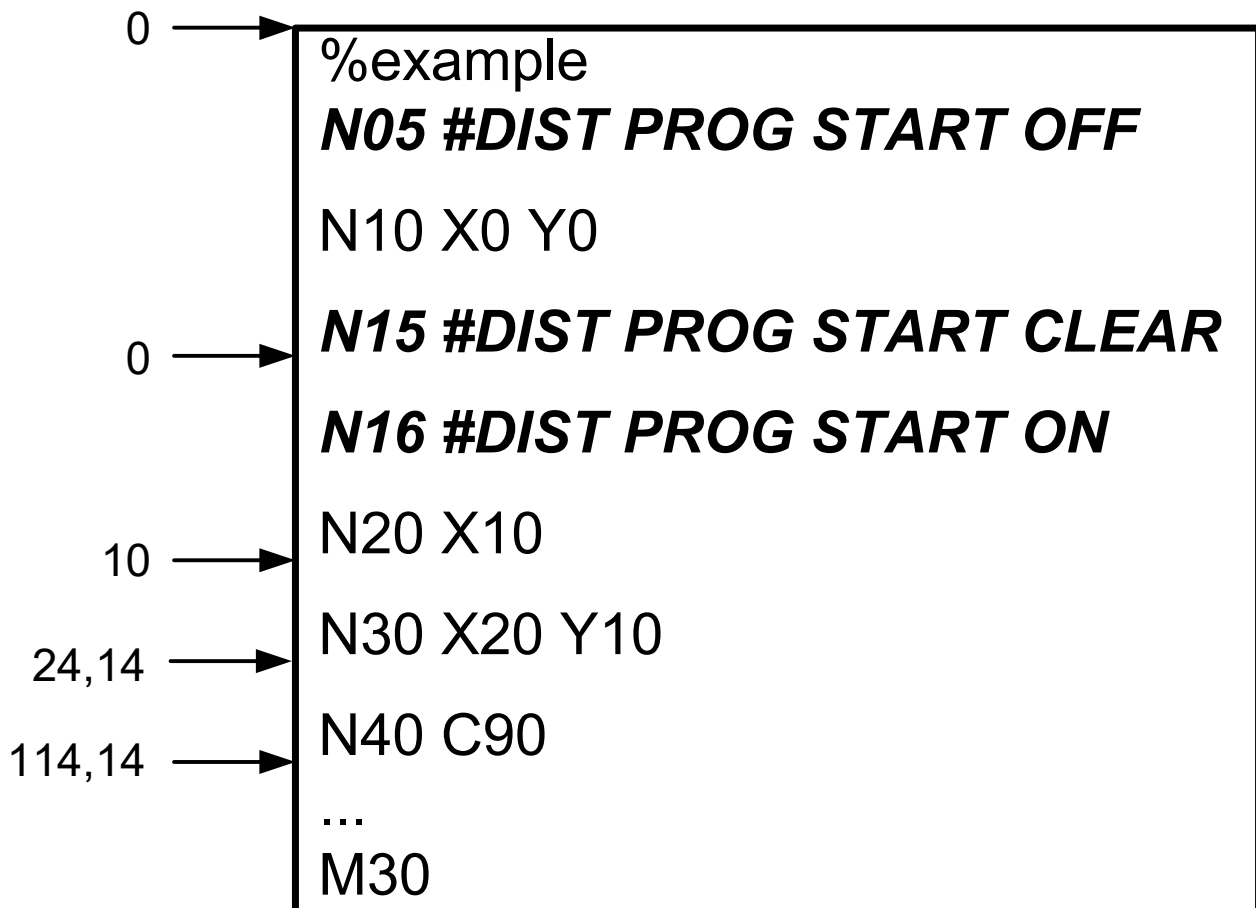 0
%example
N05 #DIST PROG START OFF
N10 X0 Y0
N15 #DIST PROG START CLEAR
0
N16 #DIST PROG START ON
N20 X10
10
N30 X20 Y10
24,14
N40 C90
114,14
...
M30